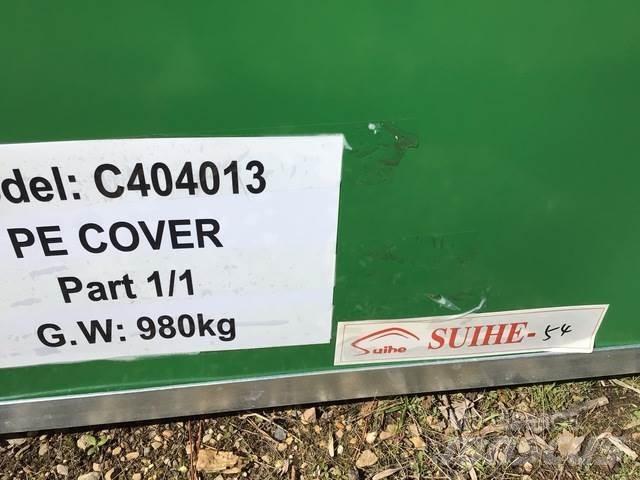 del: C404013
PE COVER
Part 1/1
G.W: 980kg
Suihe SUIHE-54